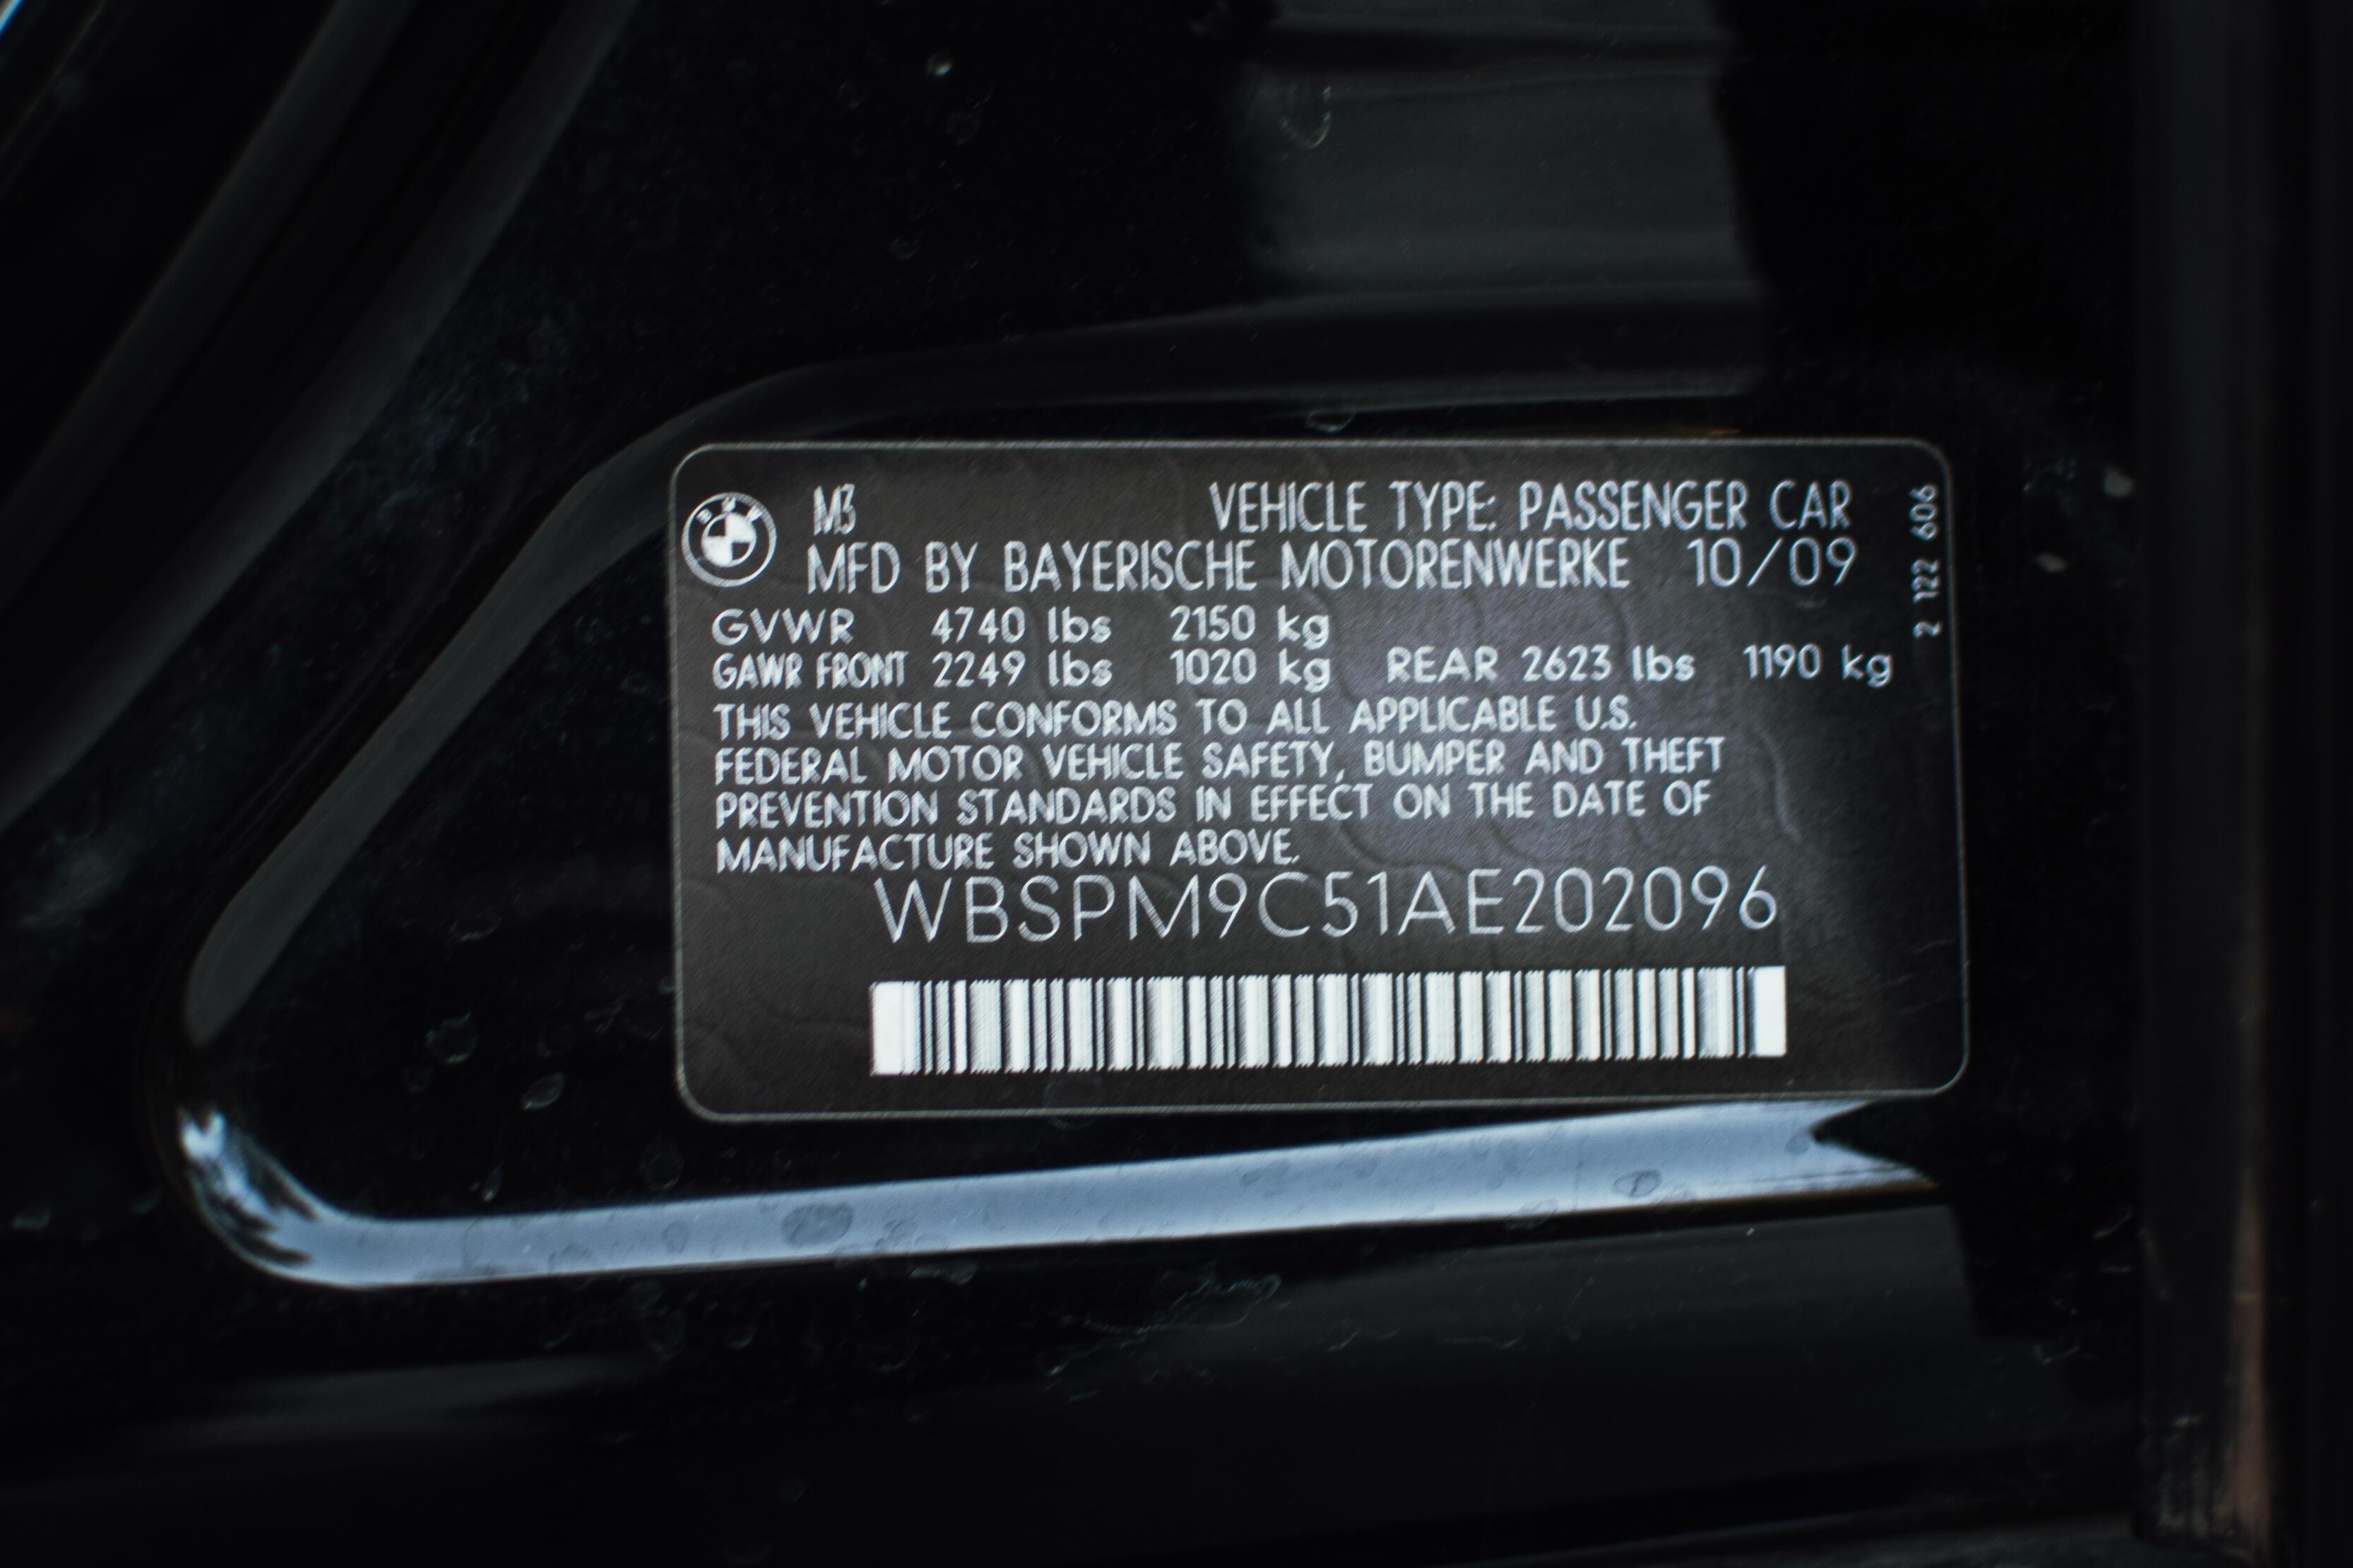 M3 VEHICLE TYPE: PASSENGER CAR
MFD BY BAYERISCHE MOTORENWERKE 10/09
GVWR 4740 lbs 2150 kg
GAWR FRONT 2249 lbs 1020 kg REAR 2623 lbs 1190 kg
THIS VEHICLE CONFORMS TO ALL APPLICABLE U.S.
FEDERAL MOTOR VEHICLE SAFETY, BUMPER AND THEFT
PREVENTION STANDARDS IN EFFECT ON THE DATE OF
MANUFACTURE SHOWN ABOVE.
WBSPM9C51AE202096
2 122 606
BMW